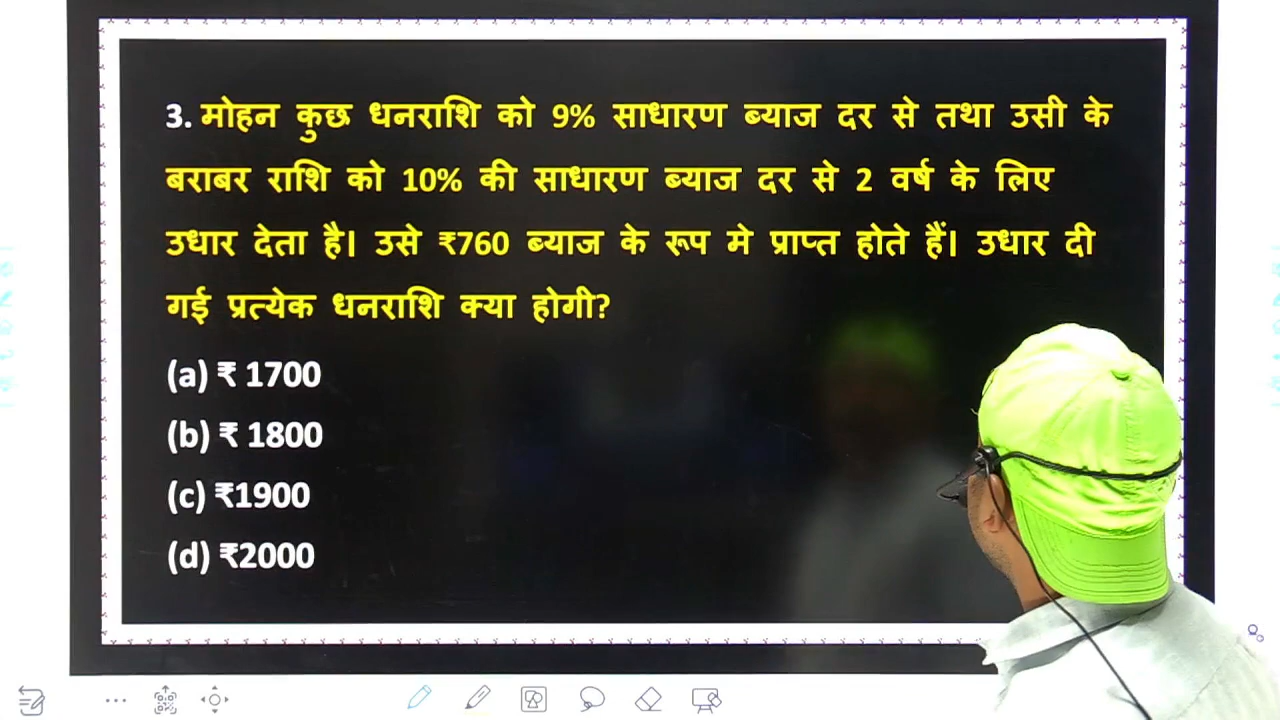 3. मोहन कुछ धनराशि को 9% साधारण ब्याज दर से तथा उसी के
बराबर राशि को 10% की साधारण ब्याज दर से 2 वर्ष के लिए
उधार देता है। उसे ₹760 ब्याज के रूप मे प्राप्त होते हैं। उधार दी
गई प्रत्येक धनराशि क्या होगी?
(a) ₹ 1700
(b) ₹ 1800
(c) ₹1900
(d) ₹2000